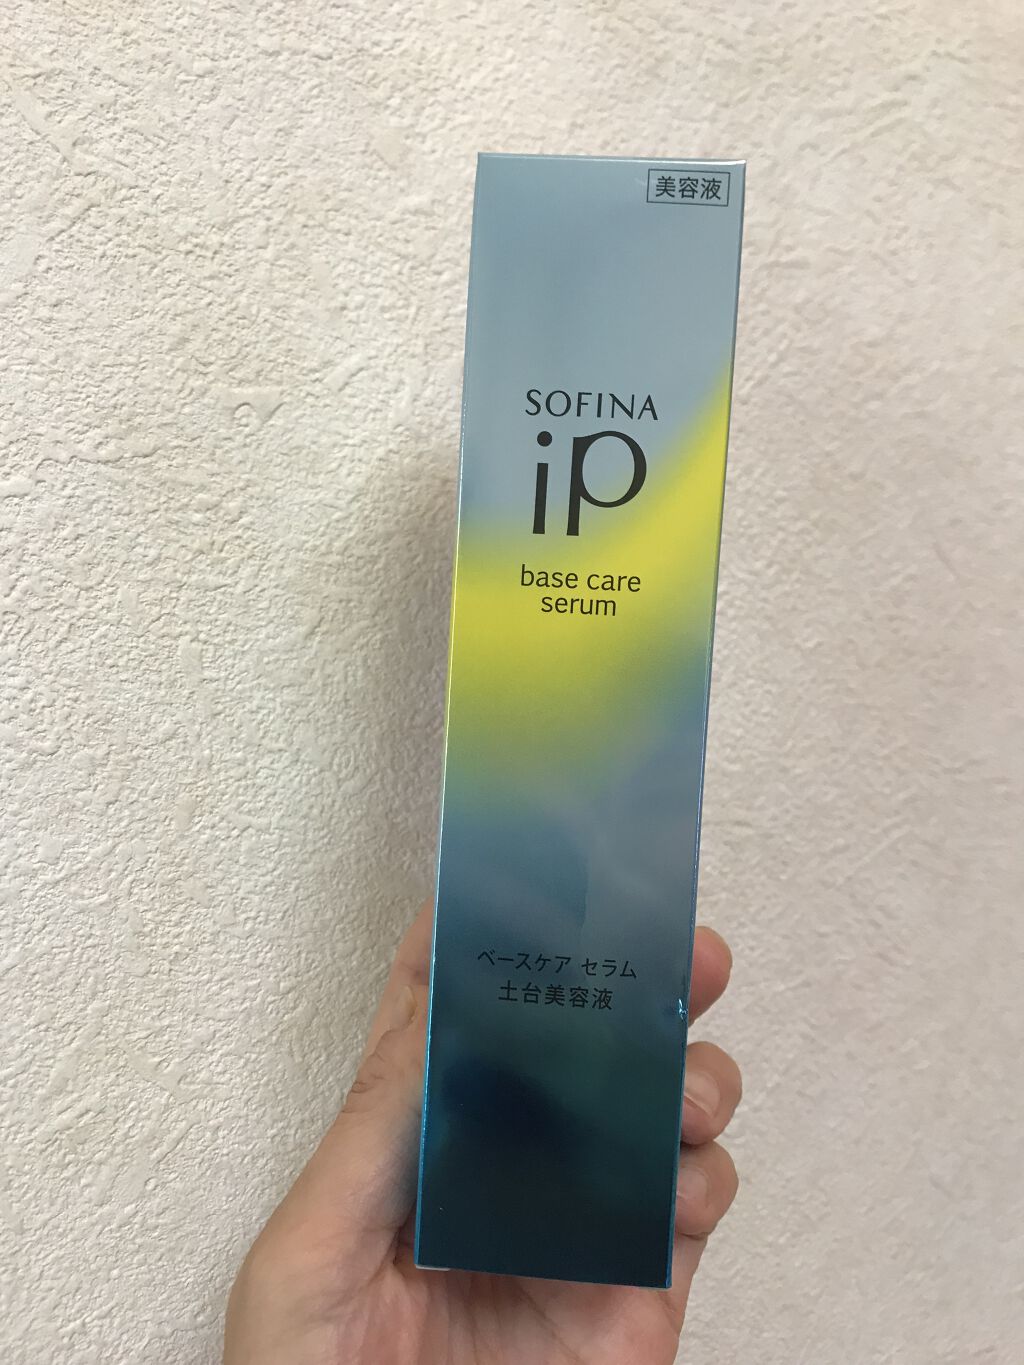 美容液
SOFINA
iP
base care
serum
ベースケア セラム
土台美容液